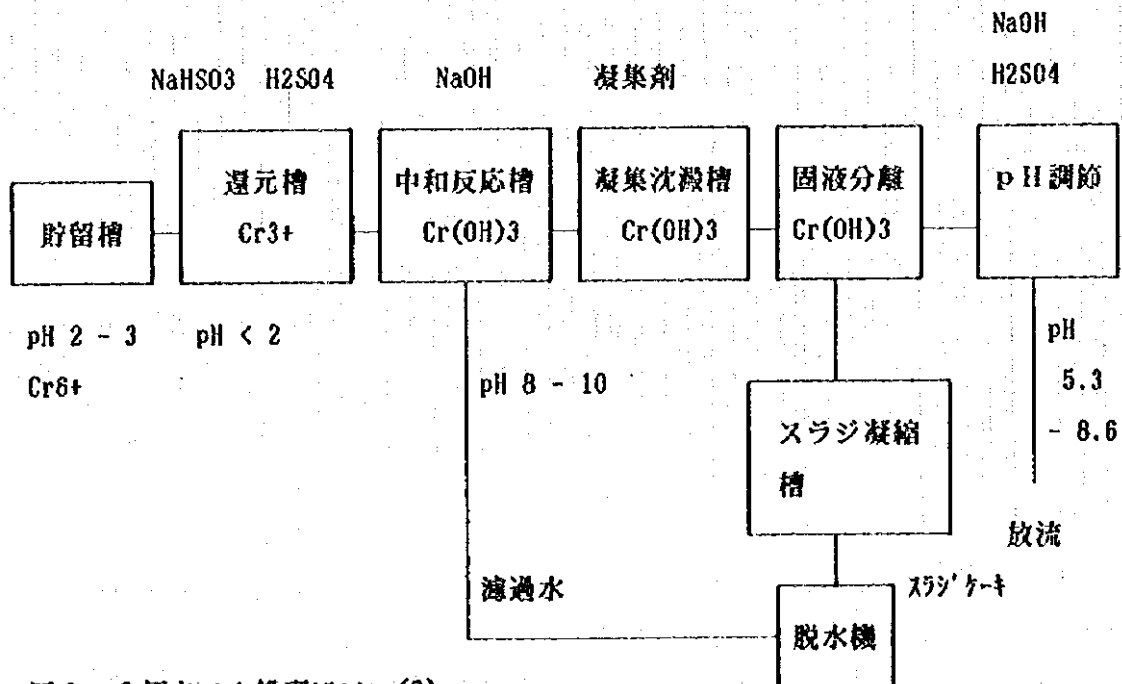 NaOH
NaHSO3 H2SO4 NaOH 凝集剤 H2SO4
還元槽 中和反応槽 凝集沈澱槽 固液分離 pH調節
貯留槽 Cr3+ Cr(OH)3 Cr(OH)3 Cr(OH)3
pH 2 - 3 pH < 2 pH
Cr6+ pH 8 - 10 5.3
スラジ凝縮 - 8.6
槽
放流
濾過水 スラジケーキ
脱水機